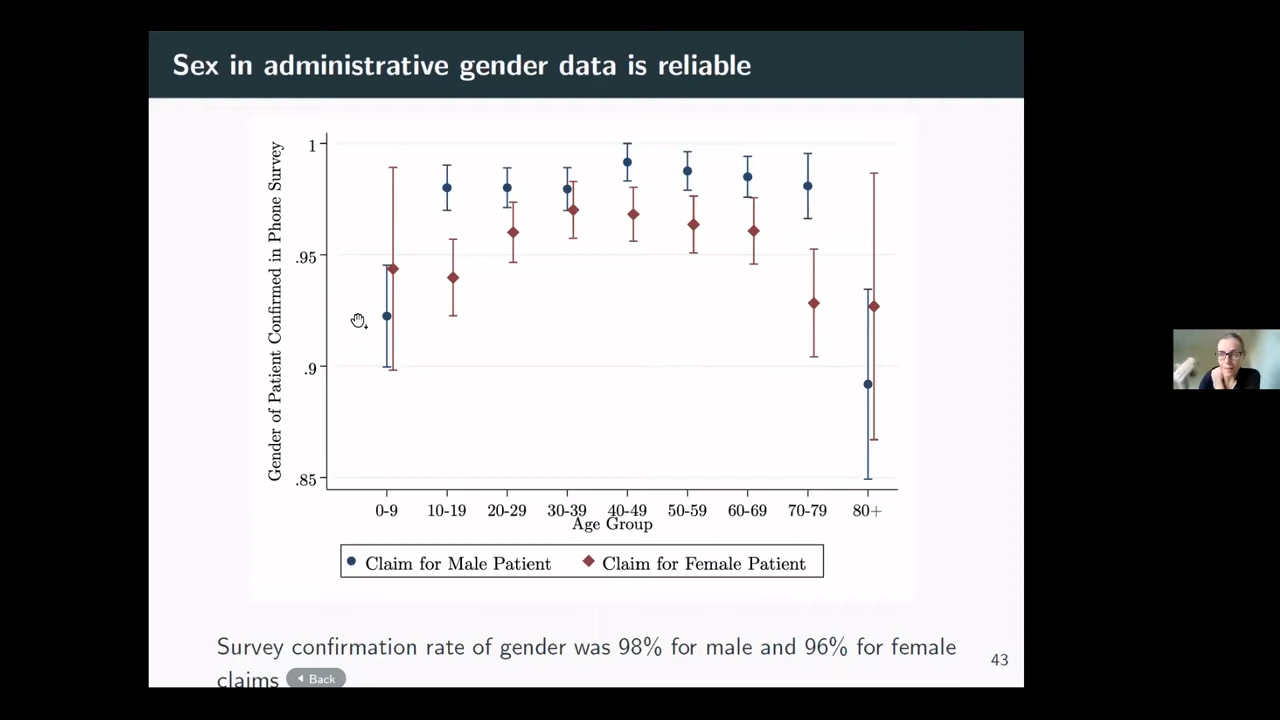 Sex in administrative gender data is reliable
Gender of Patient Confirmed in Phone Survey
1
.95
.9
.85
0-9 10-19 20-29 30-39 40-49 50-59 60-69 70-79 80+
Age Group
Claim for Male Patient Claim for Female Patient
Survey confirmation rate of gender was 98% for male and 96% for female
claims Back
43